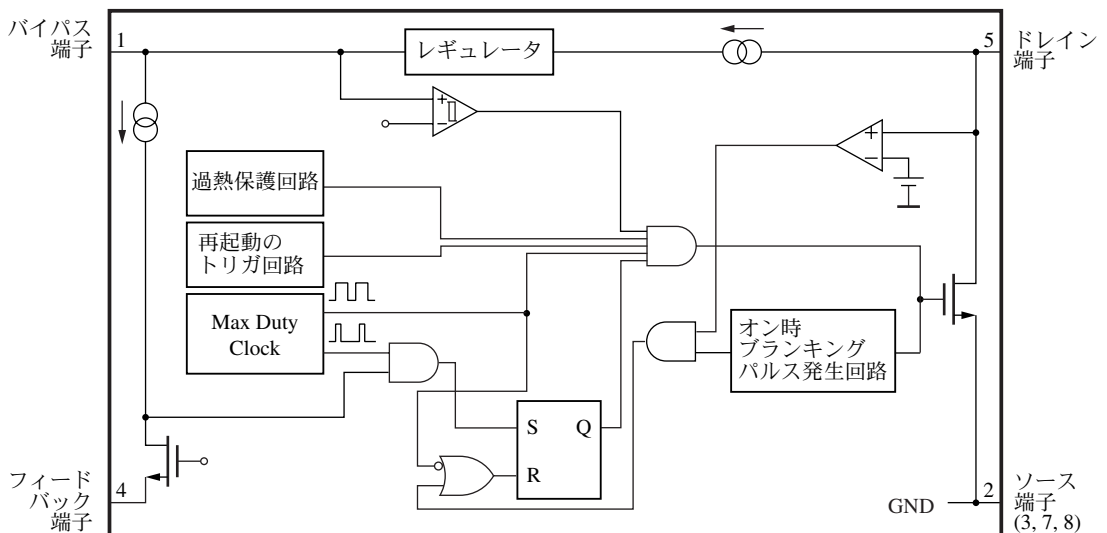 バイパス
端子
1
レギュレータ
5
ドレイン
端子
+
−
+
−
過熱保護回路
再起動の
トリガ回路
Max Duty
Clock
オン時
ブランキング
パルス発生回路
S
Q
R
フィード
バック
端子
4
GND
2
ソース
端子
(3, 7, 8)